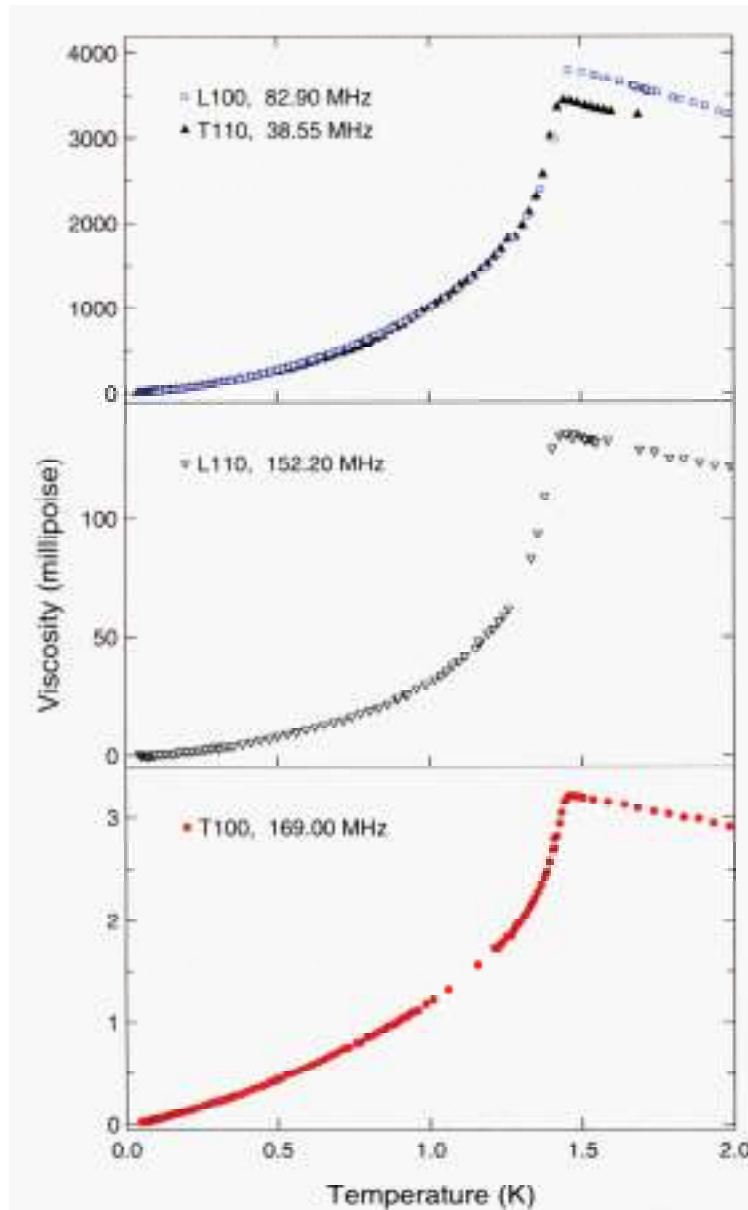 4000
L100, 82.90 MHz
T110, 38.55 MHz
3000
2000
1000
0
L110, 152.20 MHz
100
50
0
Viscosity (millipoise)
T100, 169.00 MHz
3
2
1
0
0.0 0.5 1.0 1.5 2.0
Temperature (K)